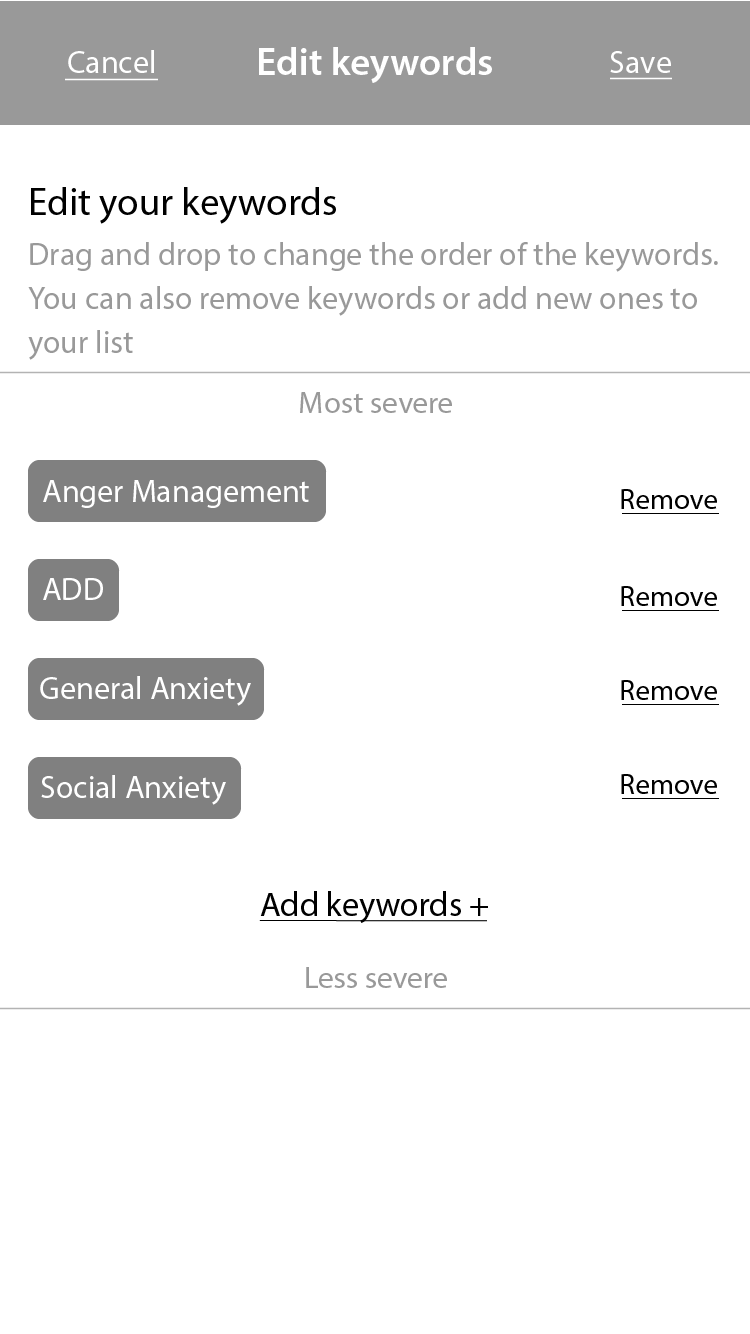 Cancel Edit keywords Save
Edit your keywords
Drag and drop to change the order of the keywords.
You can also remove keywords or add new ones to
your list
Most severe
Anger Management Remove
ADD Remove
General Anxiety Remove
Social Anxiety Remove
Add keywords +
Less severe